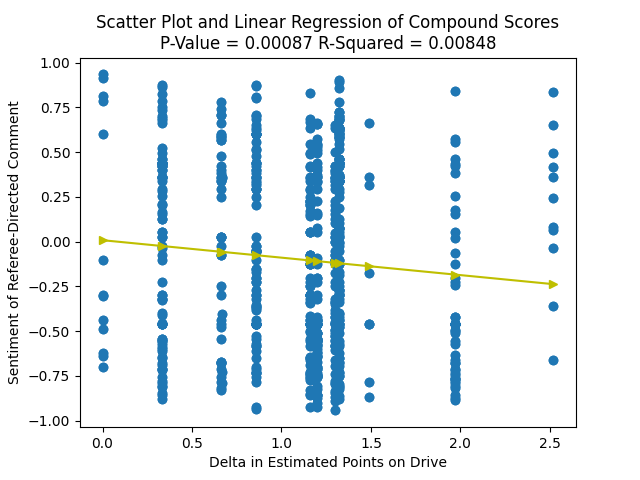 Scatter Plot and Linear Regression of Compound Scores
P-Value = 0.00087 R-Squared = 0.00848
Sentiment of Referee-Directed Comment
1.00
0.75
0.50
0.25
0.00
−0.25
−0.50
−0.75
−1.00
0.0 0.5 1.0 1.5 2.0 2.5
Delta in Estimated Points on Drive